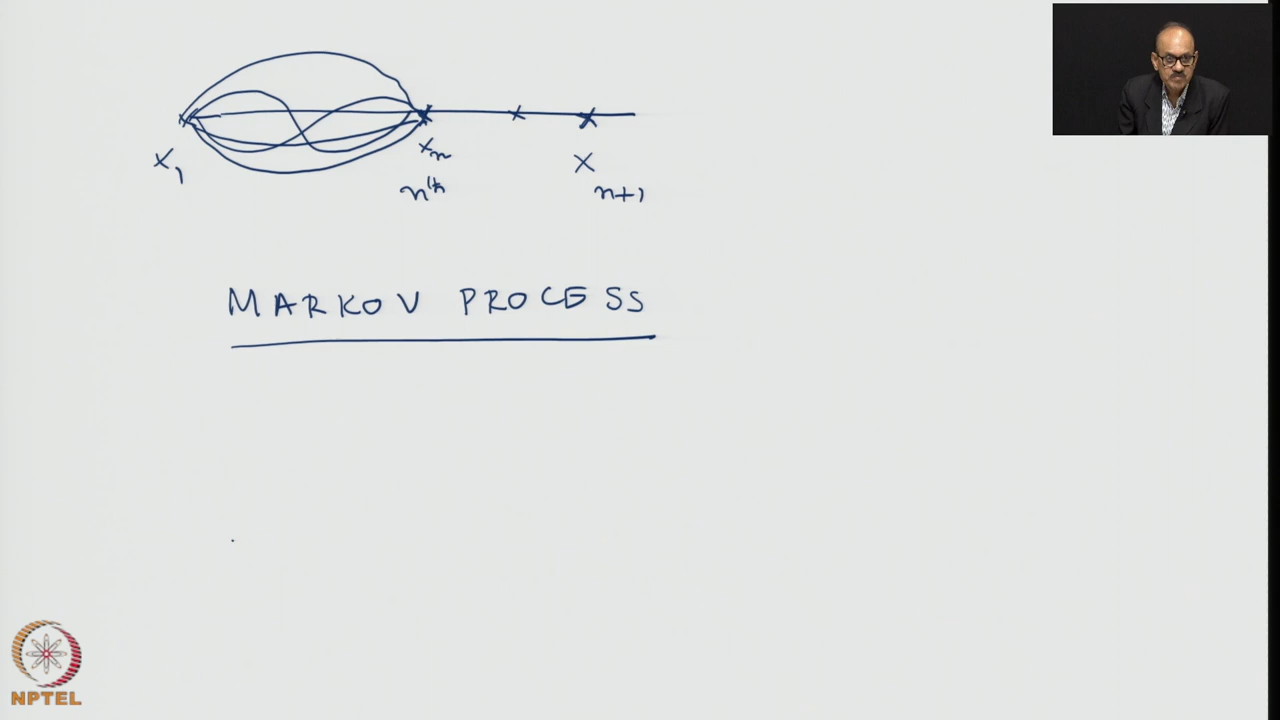 x₁
xₙ
nᵗʰ
x n+1
MARKOV PROCESS
NPTEL